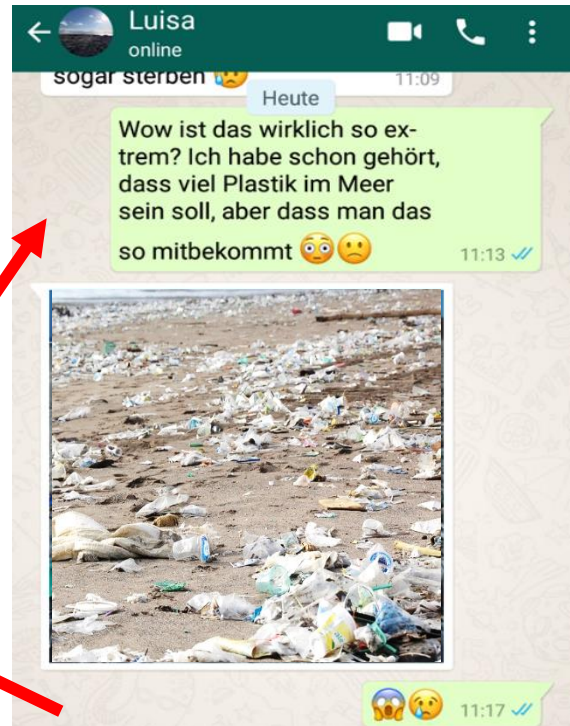 Luisa
online
sogar sterben 😢
11:09
Heute
Wow ist das wirklich so ex-
trem? Ich habe schon gehört,
dass viel Plastik im Meer
sein soll, aber dass man das
so mitbekommt 😳🙁
11:13
😱😢 11:17